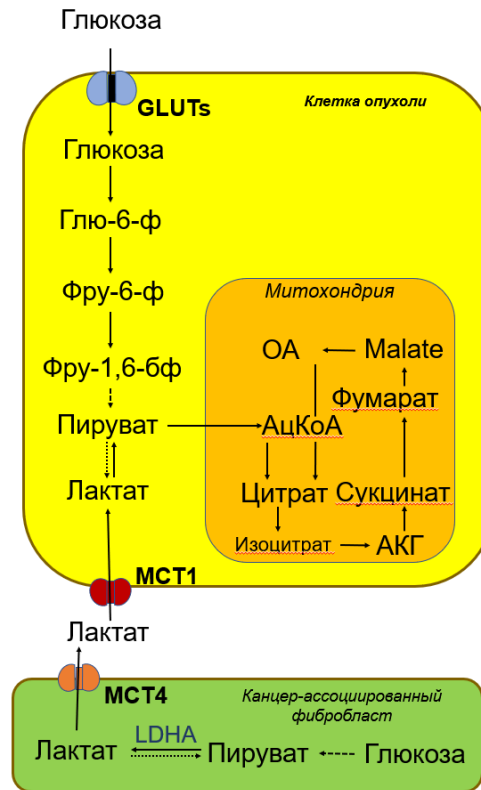 Глюкоза
Клетка опухоли
GLUTs
Глюкоза
Глю-6-ф
Фру-6-ф
Митохондрия
ОА
Malate
Фру-1,6-бф
Фумарат
Пируват
АцКоА
Лактат
Цитрат
Сукцинат
Изоцитрат
АКГ
MCT1
Лактат
MCT4
Канцер-ассоциированный
фибробласт
LDHA
Лактат
Пируват
Глюкоза